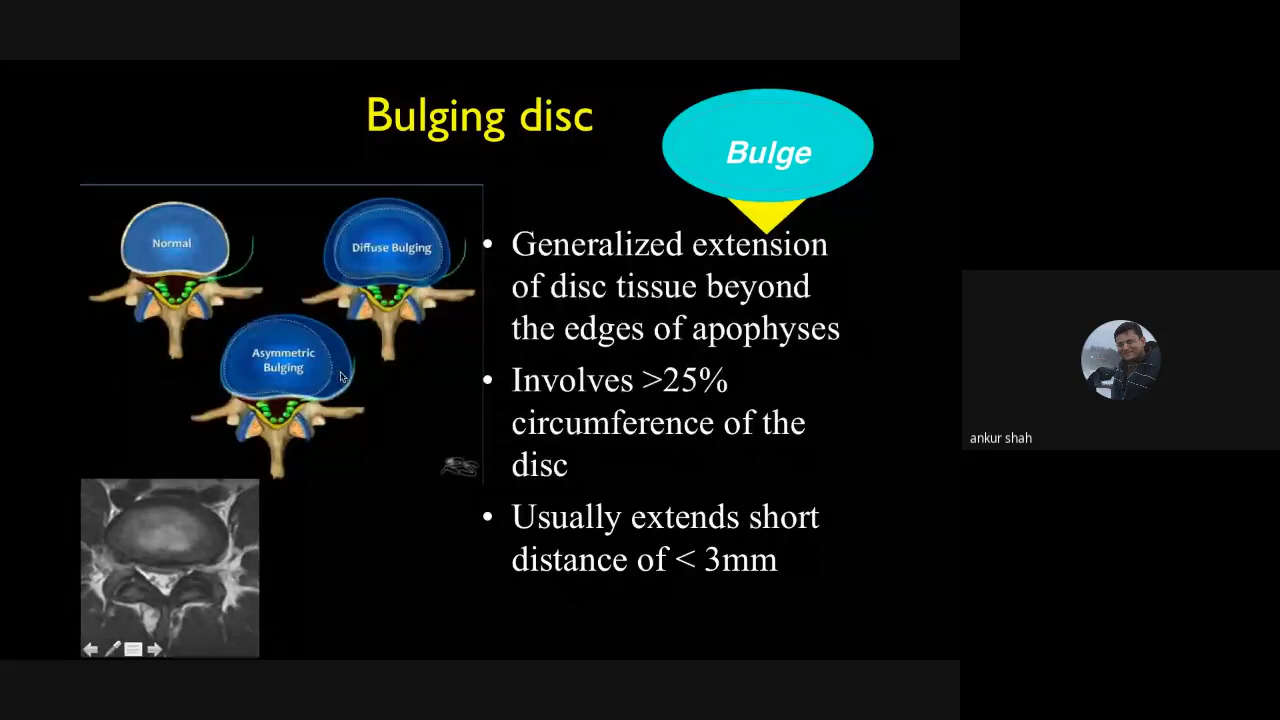 Bulging disc
Bulge
Normal
Diffuse Bulging
Asymmetric
Bulging
• Generalized extension
of disc tissue beyond
the edges of apophyses
• Involves >25%
circumference of the
disc
• Usually extends short
distance of < 3mm
ankur shah